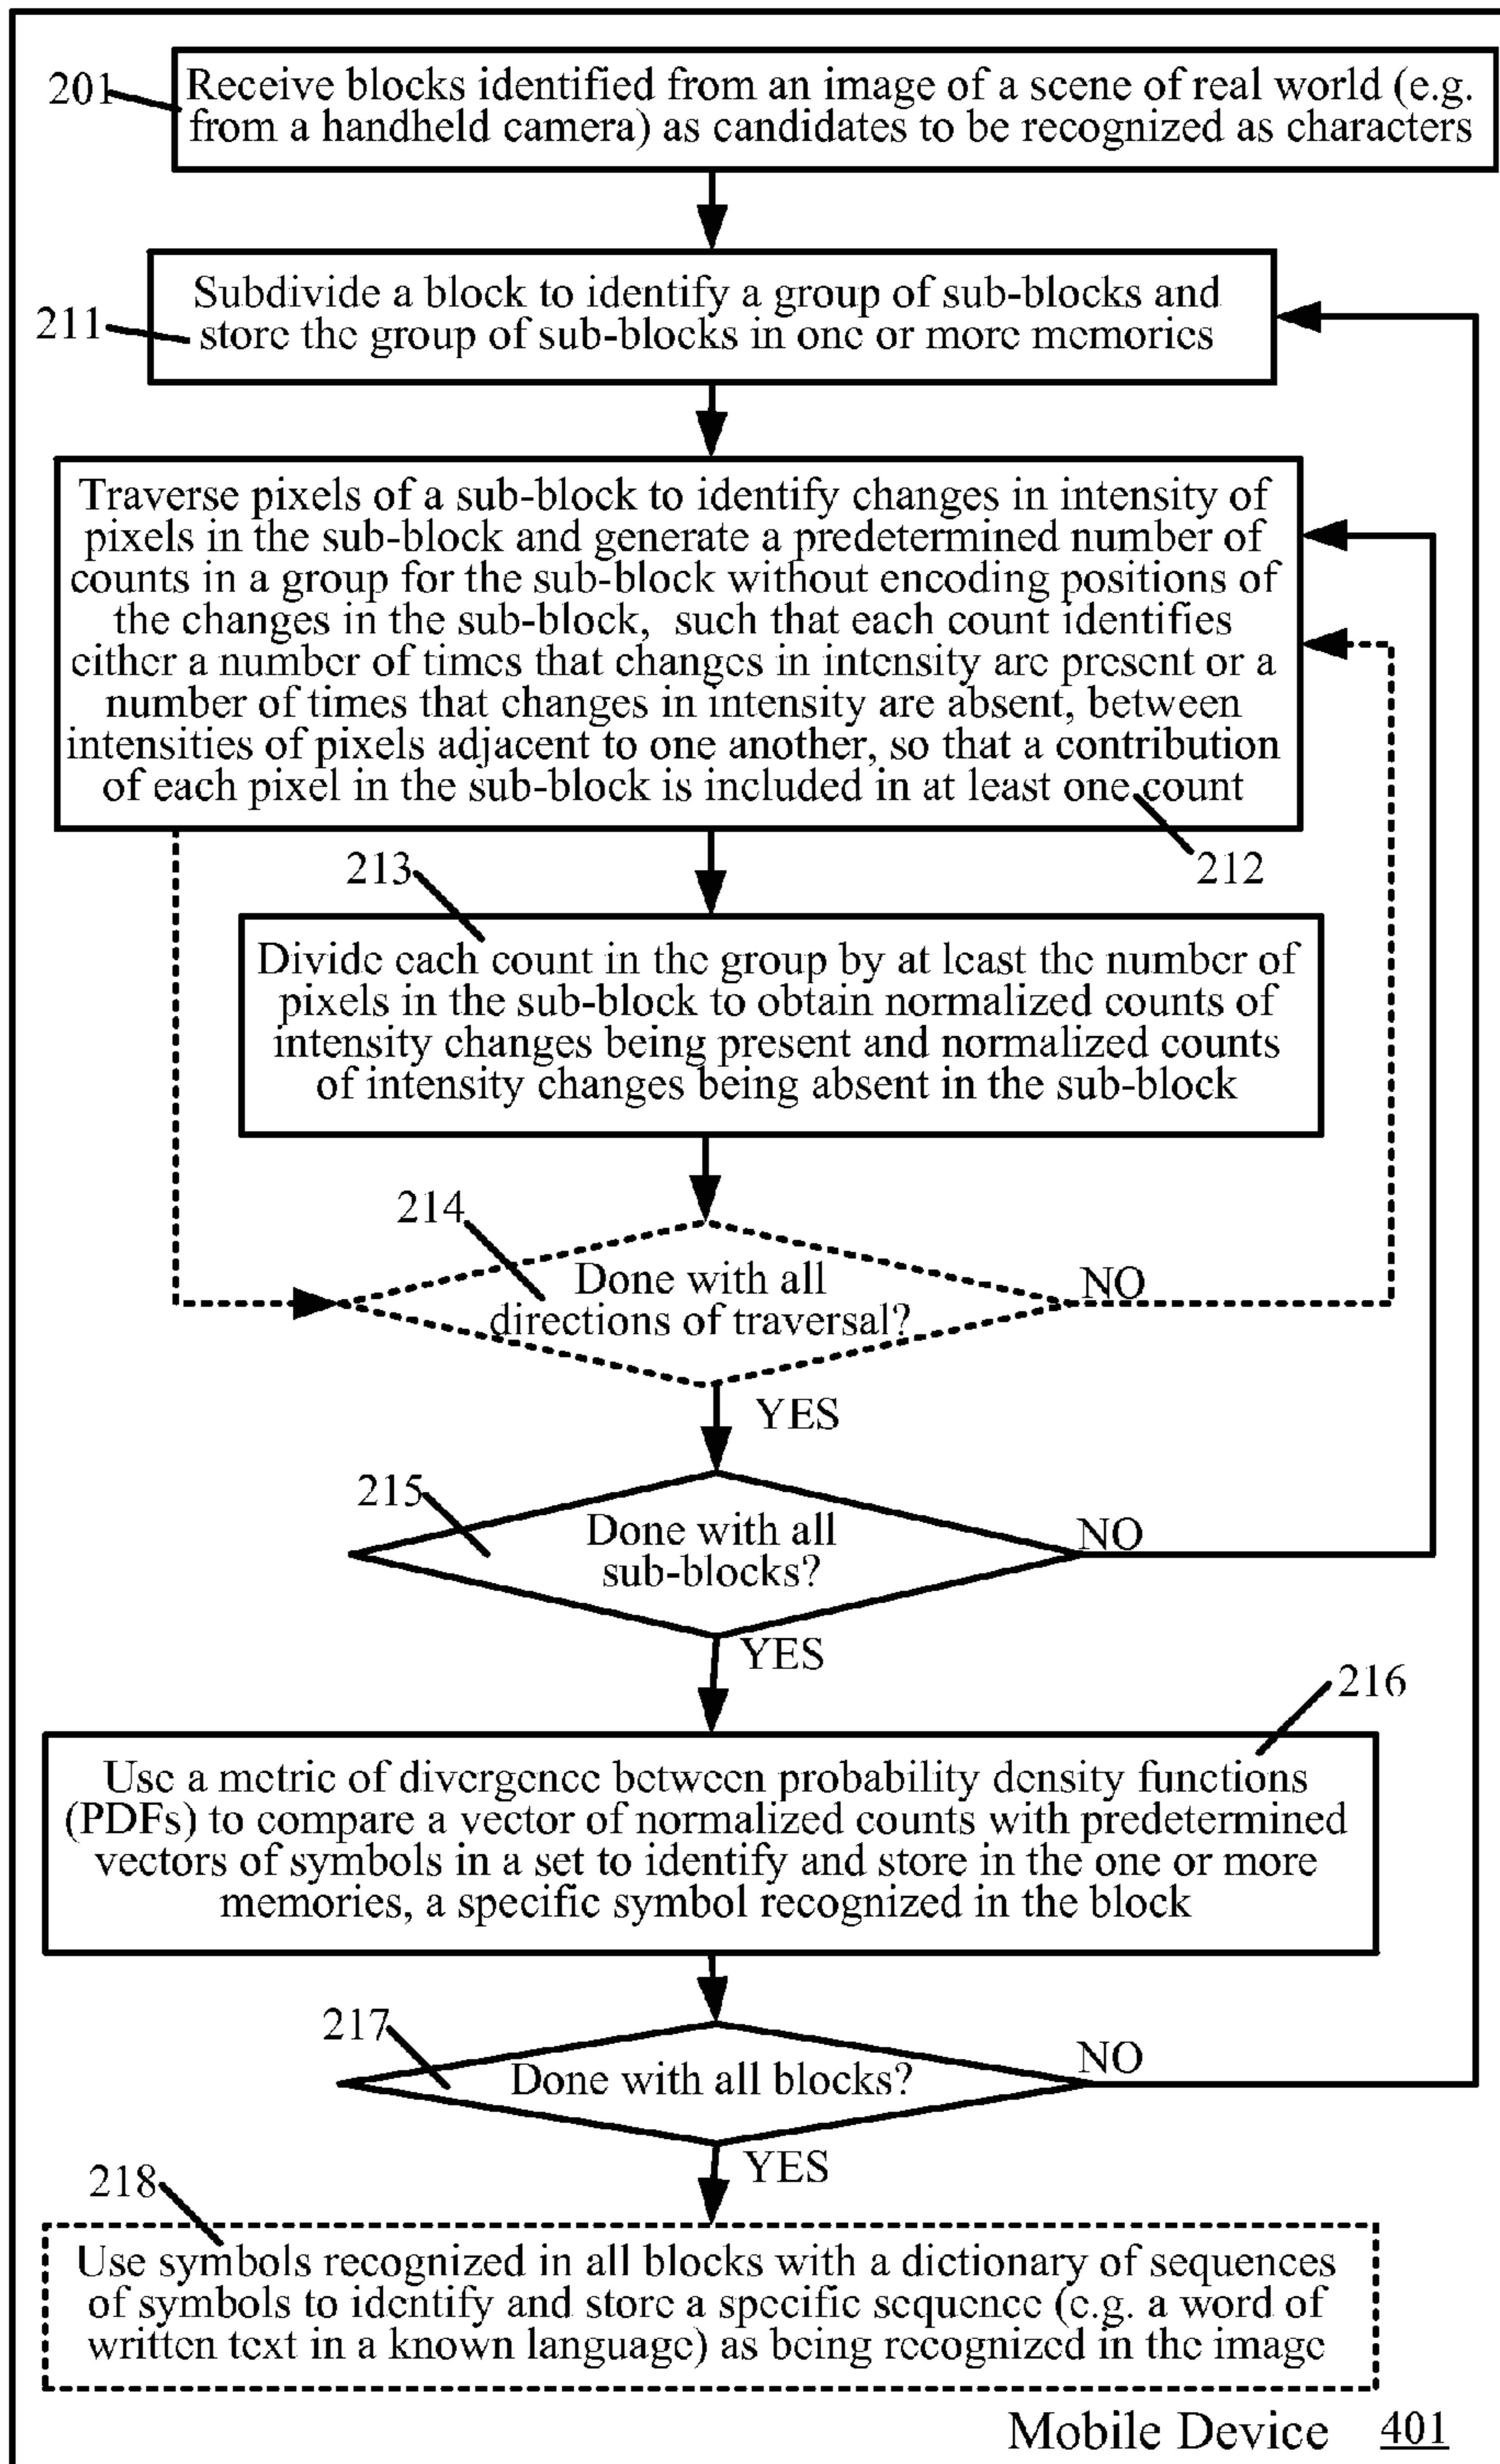 201
Receive blocks identified from an image of a scene of real world (e.g.
from a handheld camera) as candidates to be recognized as characters
211
Subdivide a block to identify a group of sub-blocks and
store the group of sub-blocks in one or more memories
Traverse pixels of a sub-block to identify changes in intensity of
pixels in the sub-block and generate a predetermined number of
counts in a group for the sub-block without encoding positions of
the changes in the sub-block, such that each count identifies
either a number of times that changes in intensity are present or a
number of times that changes in intensity are absent, between
intensities of pixels adjacent to one another, so that a contribution
of each pixel in the sub-block is included in at least one count
213
212
Divide each count in the group by at least the number of
pixels in the sub-block to obtain normalized counts of
intensity changes being present and normalized counts
of intensity changes being absent in the sub-block
214
Done with all
directions of traversal?
NO
YES
215
Done with all
sub-blocks?
NO
YES
216
Use a metric of divergence between probability density functions
(PDFs) to compare a vector of normalized counts with predetermined
vectors of symbols in a set to identify and store in the one or more
memories, a specific symbol recognized in the block
217
Done with all blocks?
NO
YES
218
Use symbols recognized in all blocks with a dictionary of sequences
of symbols to identify and store a specific sequence (e.g. a word of
written text in a known language) as being recognized in the image
Mobile Device 401